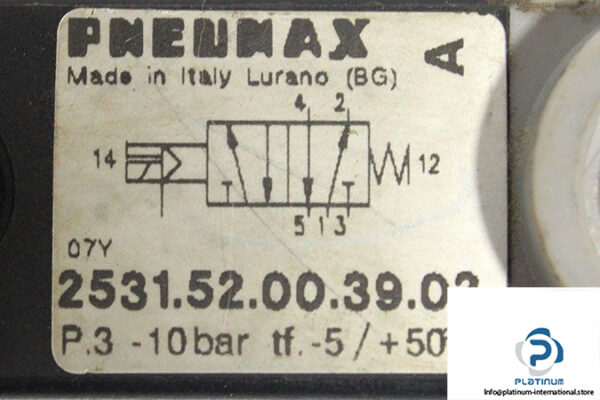 PNEUMAX
A
Made in Italy Lurano (BG)
4 2
14 12
5 1 3
07Y
2531.52.00.39.02
P.3 -10bar tf.-5/+50°
PLATINUM
Info@platinum-international.store